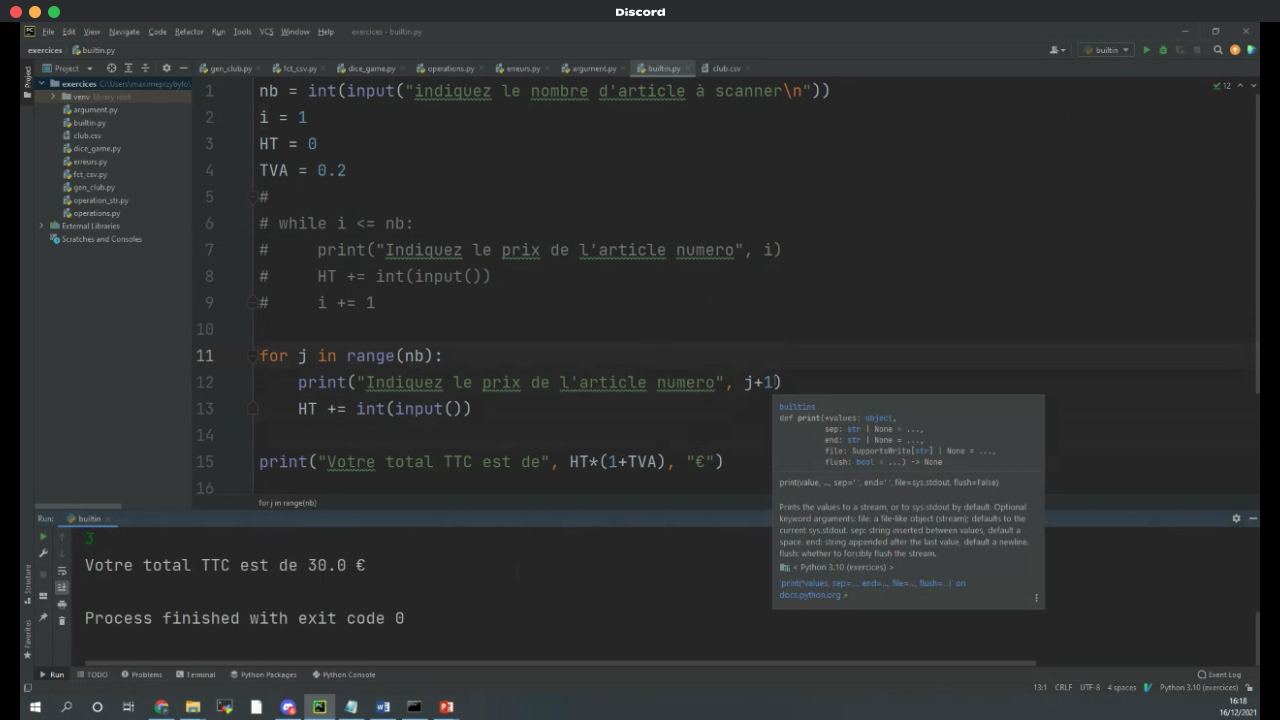 Discord
File Edit View Navigate Code Refactor Run Tools VCS Window Help exercices - builtin.py
exercices builtin.py builtin
Project gen_club.py fct_csv.py dice_game.py operations.py erreurs.py argument.py builtin.py club.csv
Project
exercices C:\Users\maximeprzybylo\
venv library root
argument.py
builtin.py
club.csv
dice_game.py
erreurs.py
fct_csv.py
gen_club.py
operation_str.py
operations.py
External Libraries
Scratches and Consoles
12
1 nb = int(input("indiquez le nombre d'article à scanner\n"))
2 i = 1
3 HT = 0
4 TVA = 0.2
5 #
6 # while i <= nb:
7 #     print("Indiquez le prix de l'article numero", i)
8 #     HT += int(input())
9 #     i += 1
10
11 for j in range(nb):
12     print("Indiquez le prix de l'article numero", j+1)
13     HT += int(input())
14
15 print("Votre total TTC est de", HT*(1+TVA), "€")
16
builtins
def print(*values: object,
sep: str | None = ...,
end: str | None = ...,
file: SupportsWrite[str] | None = ...,
flush: bool = ...) -> None
print(value, ..., sep=' ', end=' ', file=sys.stdout, flush=False)
Prints the values to a stream, or to sys.stdout by default. Optional
keyword arguments: file: a file-like object (stream); defaults to the
current sys.stdout. sep: string inserted between values, default a
space. end: string appended after the last value, default a newline.
flush: whether to forcibly flush the stream.
< Python 3.10 (exercices) >
`print(*values, sep=..., end=..., file=..., flush=...)` on
docs.python.org
for j in range(nb)
Run: builtin
3
Votre total TTC est de 30.0 €
Process finished with exit code 0
Structure
Favorites
Run TODO Problems Terminal Python Packages Python Console Event Log
13:1 CRLF UTF-8 4 spaces Python 3.10 (exercices)
16:18
16/12/2021